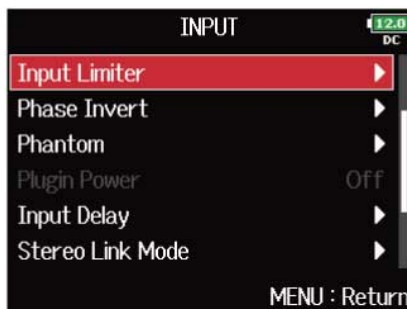 INPUT
12.0
DC
Input Limiter
Phase Invert
Phantom
Plugin Power Off
Input Delay
Stereo Link Mode
MENU : Return